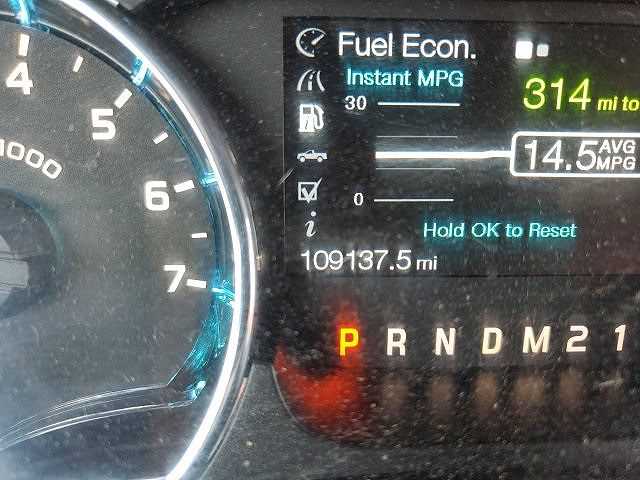 Fuel Econ.
Instant MPG
30
314 mi to
14.5 AVG MPG
0
i
Hold OK to Reset
109137.5 mi
P R N D M 2 1
4
5
1000
6
7